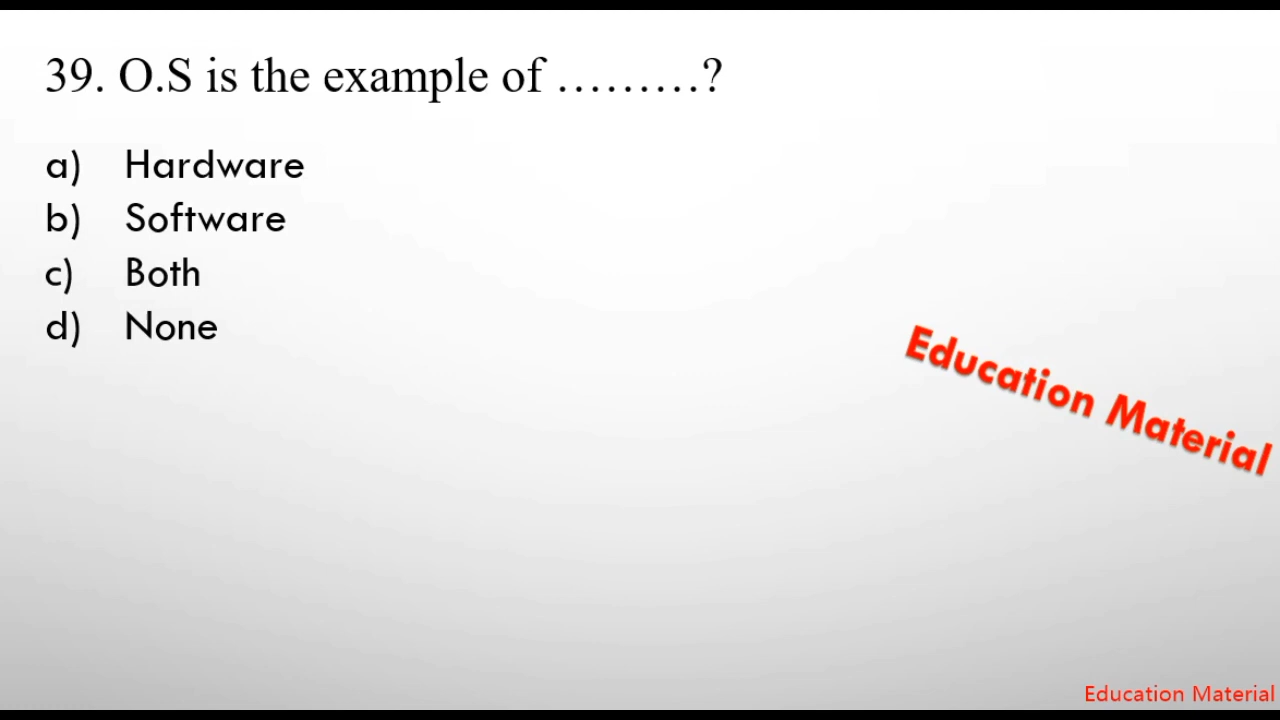 39. O.S is the example of ………?
a) Hardware
b) Software
c) Both
d) None
Education Material
Education Material